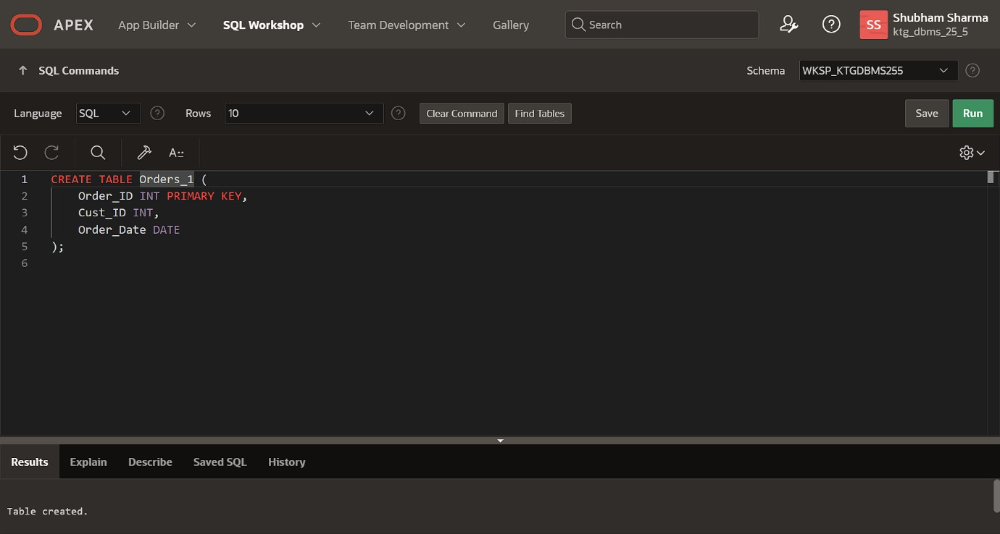 APEX App Builder SQL Workshop Team Development Gallery Search ? SS Shubham Sharma
ktg_dbms_25_5
SQL Commands Schema WKSP_KTGDBMS255 ?
Language SQL ? Rows 10 ? Clear Command Find Tables Save Run
A
1 CREATE TABLE Orders_1 (
2 Order_ID INT PRIMARY KEY,
3 Cust_ID INT,
4 Order_Date DATE
5 );
6
Results Explain Describe Saved SQL History
Table created.